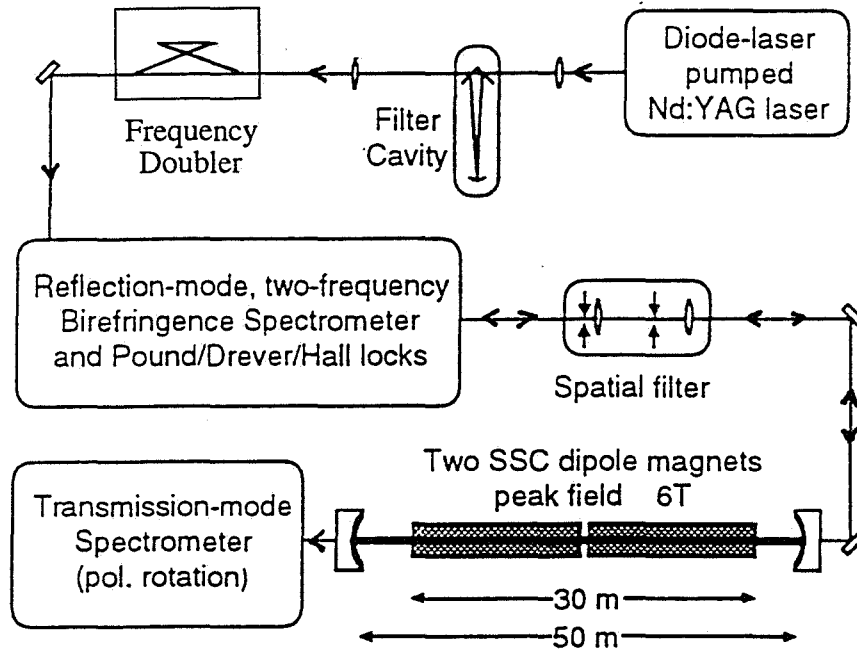 Diode-laser
pumped
Nd:YAG laser
Filter
Cavity
Frequency
Doubler
Reflection-mode, two-frequency
Birefringence Spectrometer
and Pound/Drever/Hall locks
Spatial filter
Two SSC dipole magnets
peak field 6T
Transmission-mode
Spectrometer
(pol. rotation)
30 m
50 m